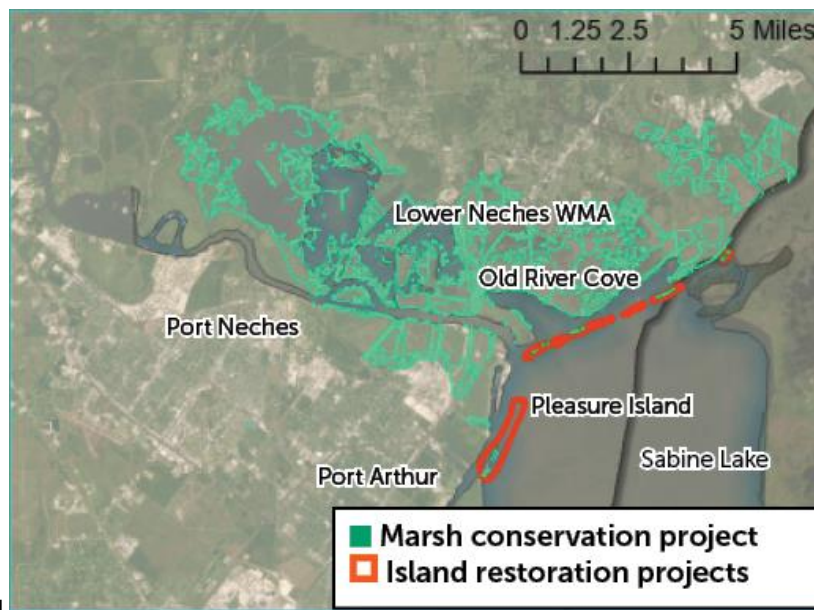 0 1.25 2.5 5 Miles
Lower Neches WMA
Old River Cove
Port Neches
Pleasure Island
Sabine Lake
Port Arthur
Marsh conservation project
Island restoration projects